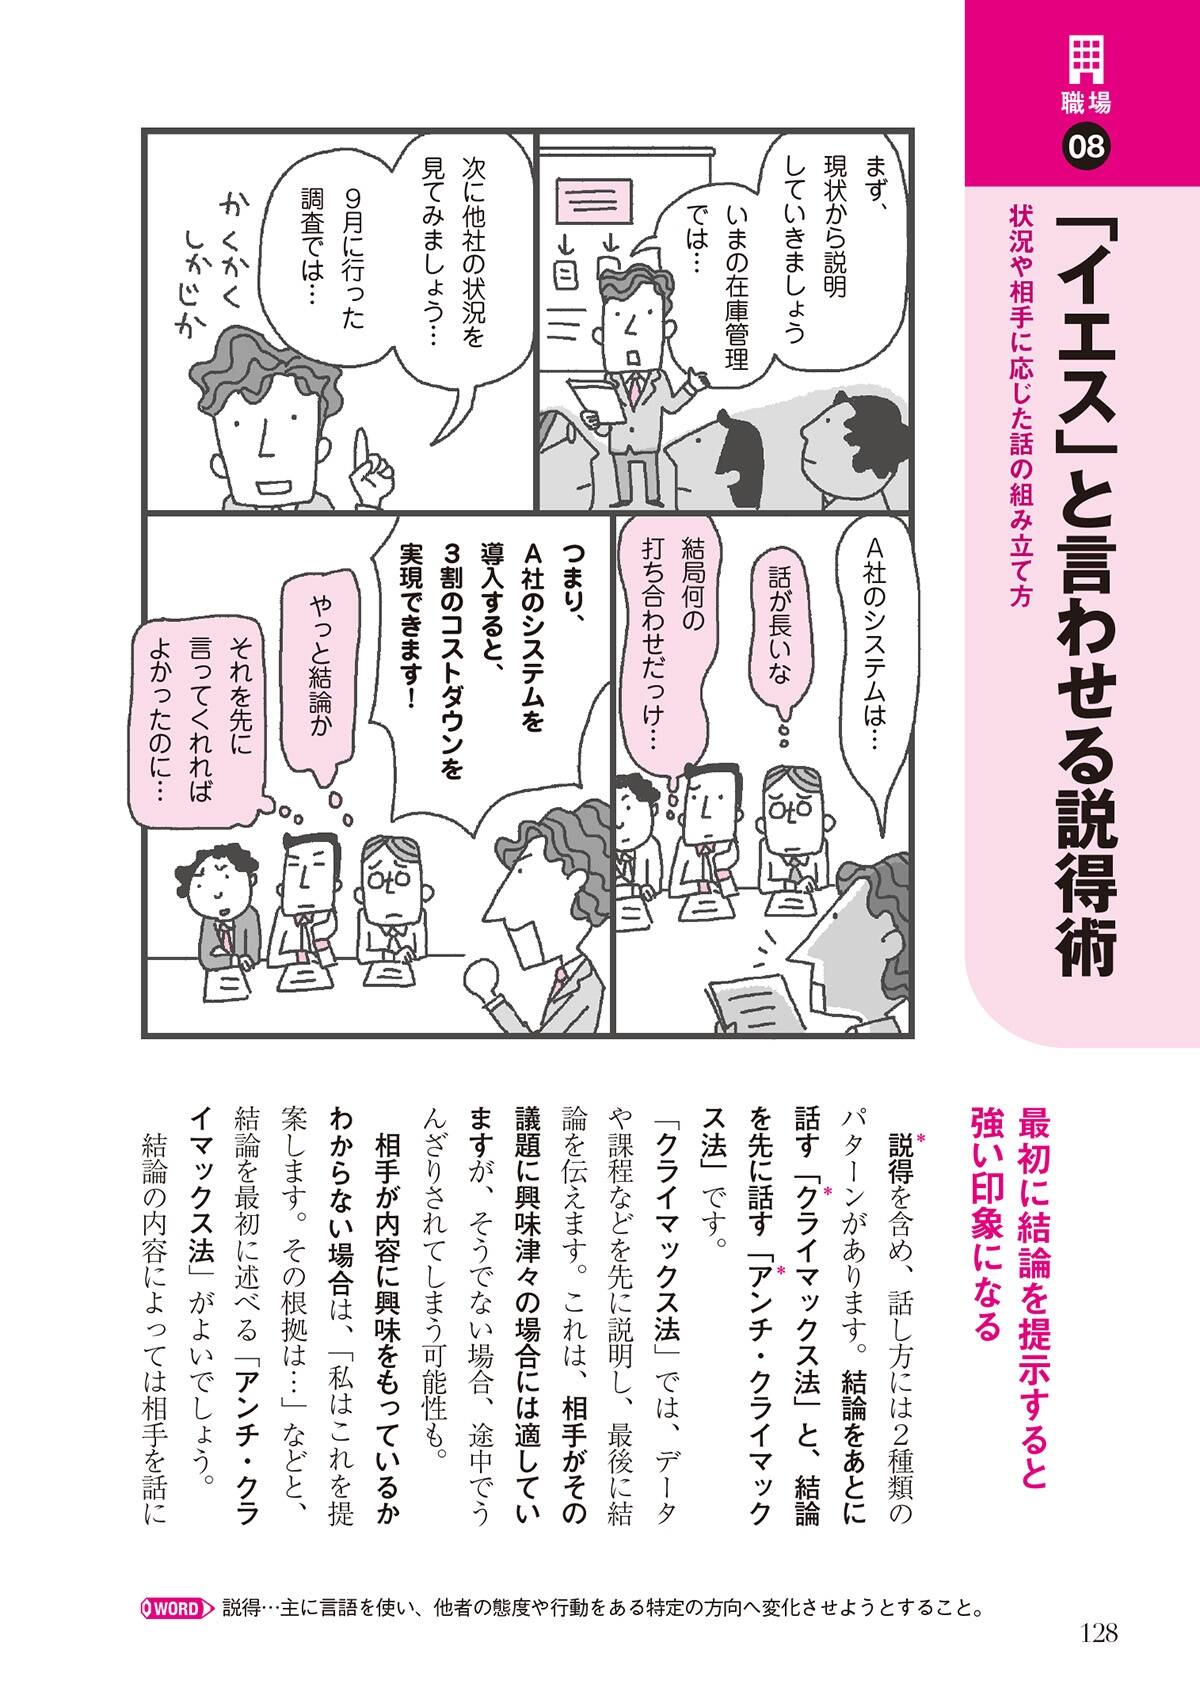 職場
08
「イエス」と言わせる説得術
状況や相手に応じた話の組み立て方
まず、
現状から説明
していきましょう
いまの在庫管理
では…
次に他社の状況を
見てみましょう…
9月に行った
調査では…
かくかく
しかじか
A社のシステムは…
話が長いな
結局何の
打ち合わせだっけ…
つまり、
A社のシステムを
導入すると、
3割のコストダウンを
実現できます！
やっと結論か
それを先に
言ってくれれば
よかったのに…
最初に結論を提示すると
強い印象になる
説得*を含め、話し方には2種類の
パターンがあります。結論をあとに
話す「クライマックス法*」と、結論
を先に話す「アンチ・クライマック
ス法*」です。
「クライマックス法」では、データ
や課程などを先に説明し、最後に結
論を伝えます。これは、相手がその
議題に興味津々の場合には適してい
ますが、そうでない場合、途中でう
んざりされてしまう可能性も。
相手が内容に興味をもっているか
わからない場合は、「私はこれを提
案します。その根拠は…」などと、
結論を最初に述べる「アンチ・クラ
イマックス法」がよいでしょう。
結論の内容によっては相手を話に
WORD 説得…主に言語を使い、他者の態度や行動をある特定の方向へ変化させようとすること。
128